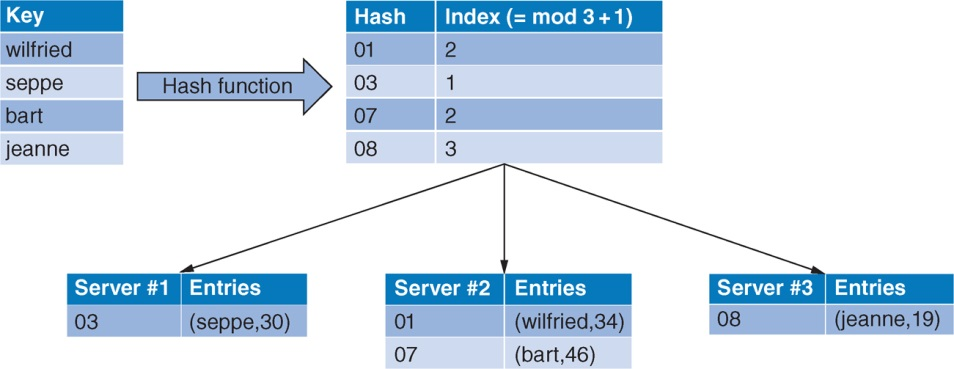 Key
wilfried
seppe
bart
jeanne
Hash function
Hash Index (= mod 3 + 1)
01 2
03 1
07 2
08 3
Server #1 Entries
03 (seppe,30)
Server #2 Entries
01 (wilfried,34)
07 (bart,46)
Server #3 Entries
08 (jeanne,19)